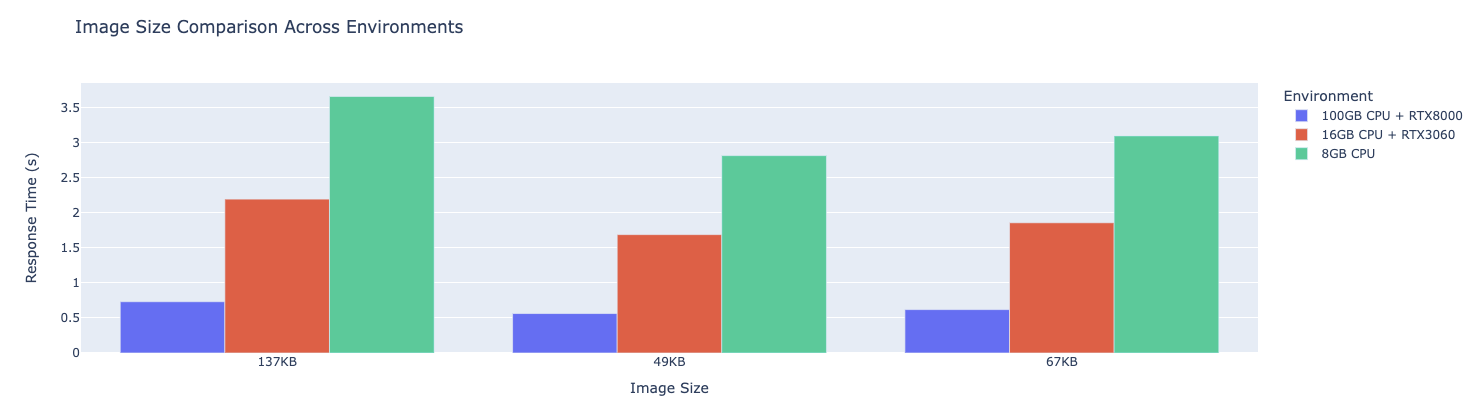 Image Size Comparison Across Environments
Response Time (s)
3.5
3
2.5
2
1.5
1
0.5
0
137KB
49KB
67KB
Image Size
Environment
100GB CPU + RTX8000
16GB CPU + RTX3060
8GB CPU